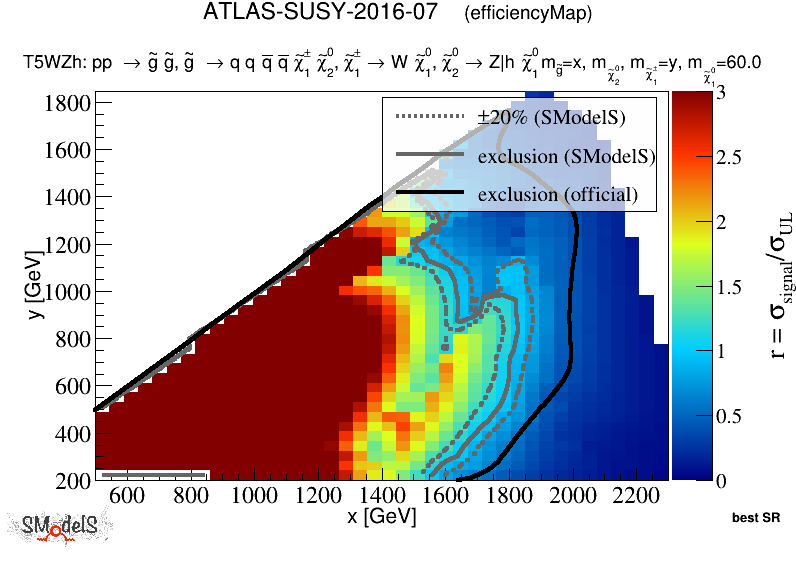 ATLAS-SUSY-2016-07 (efficiencyMap)
T5WZh: pp → g̃ g̃, g̃ → q q q̅ q̅ χ̃₁± χ̃₂⁰, χ̃₁± → W χ̃₁⁰, χ̃₂⁰ → Z|h χ̃₁⁰ m_g̃=x, m_χ̃₂⁰, m_χ̃₁±=y, m_χ̃₁⁰=60.0
±20% (SModelS)
exclusion (SModelS)
exclusion (official)
y [GeV]
1800
1600
1400
1200
1000
800
600
400
200
600 800 1000 1200 1400 1600 1800 2000 2200
x [GeV]
3
2.5
2
1.5
1
0.5
0
r = σsignal/σUL
SModelS
best SR